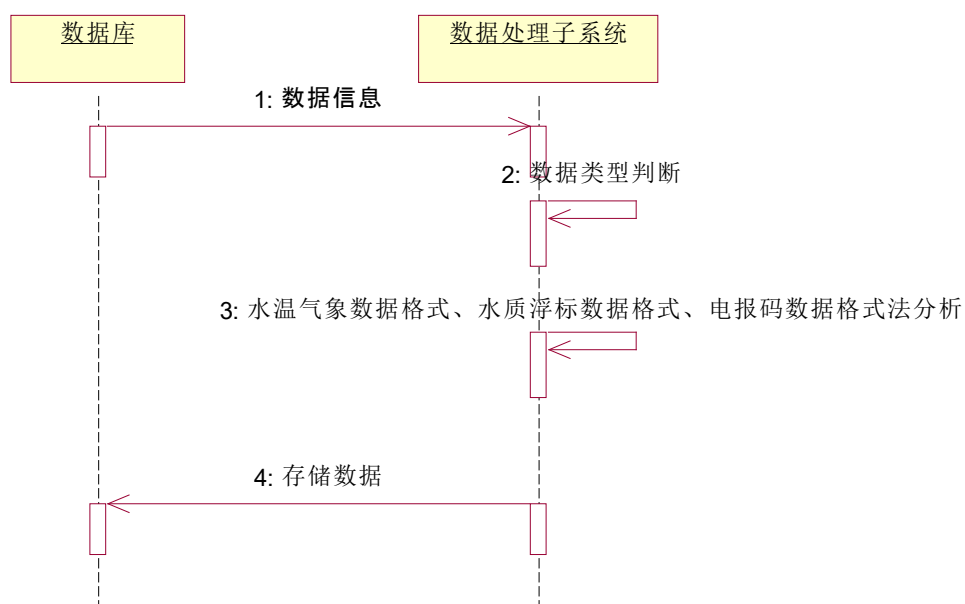 数据库
数据处理子系统
1: 数据信息
2: 数据类型判断
3: 水温气象数据格式、水质浮标数据格式、电报码数据格式法分析
4: 存储数据